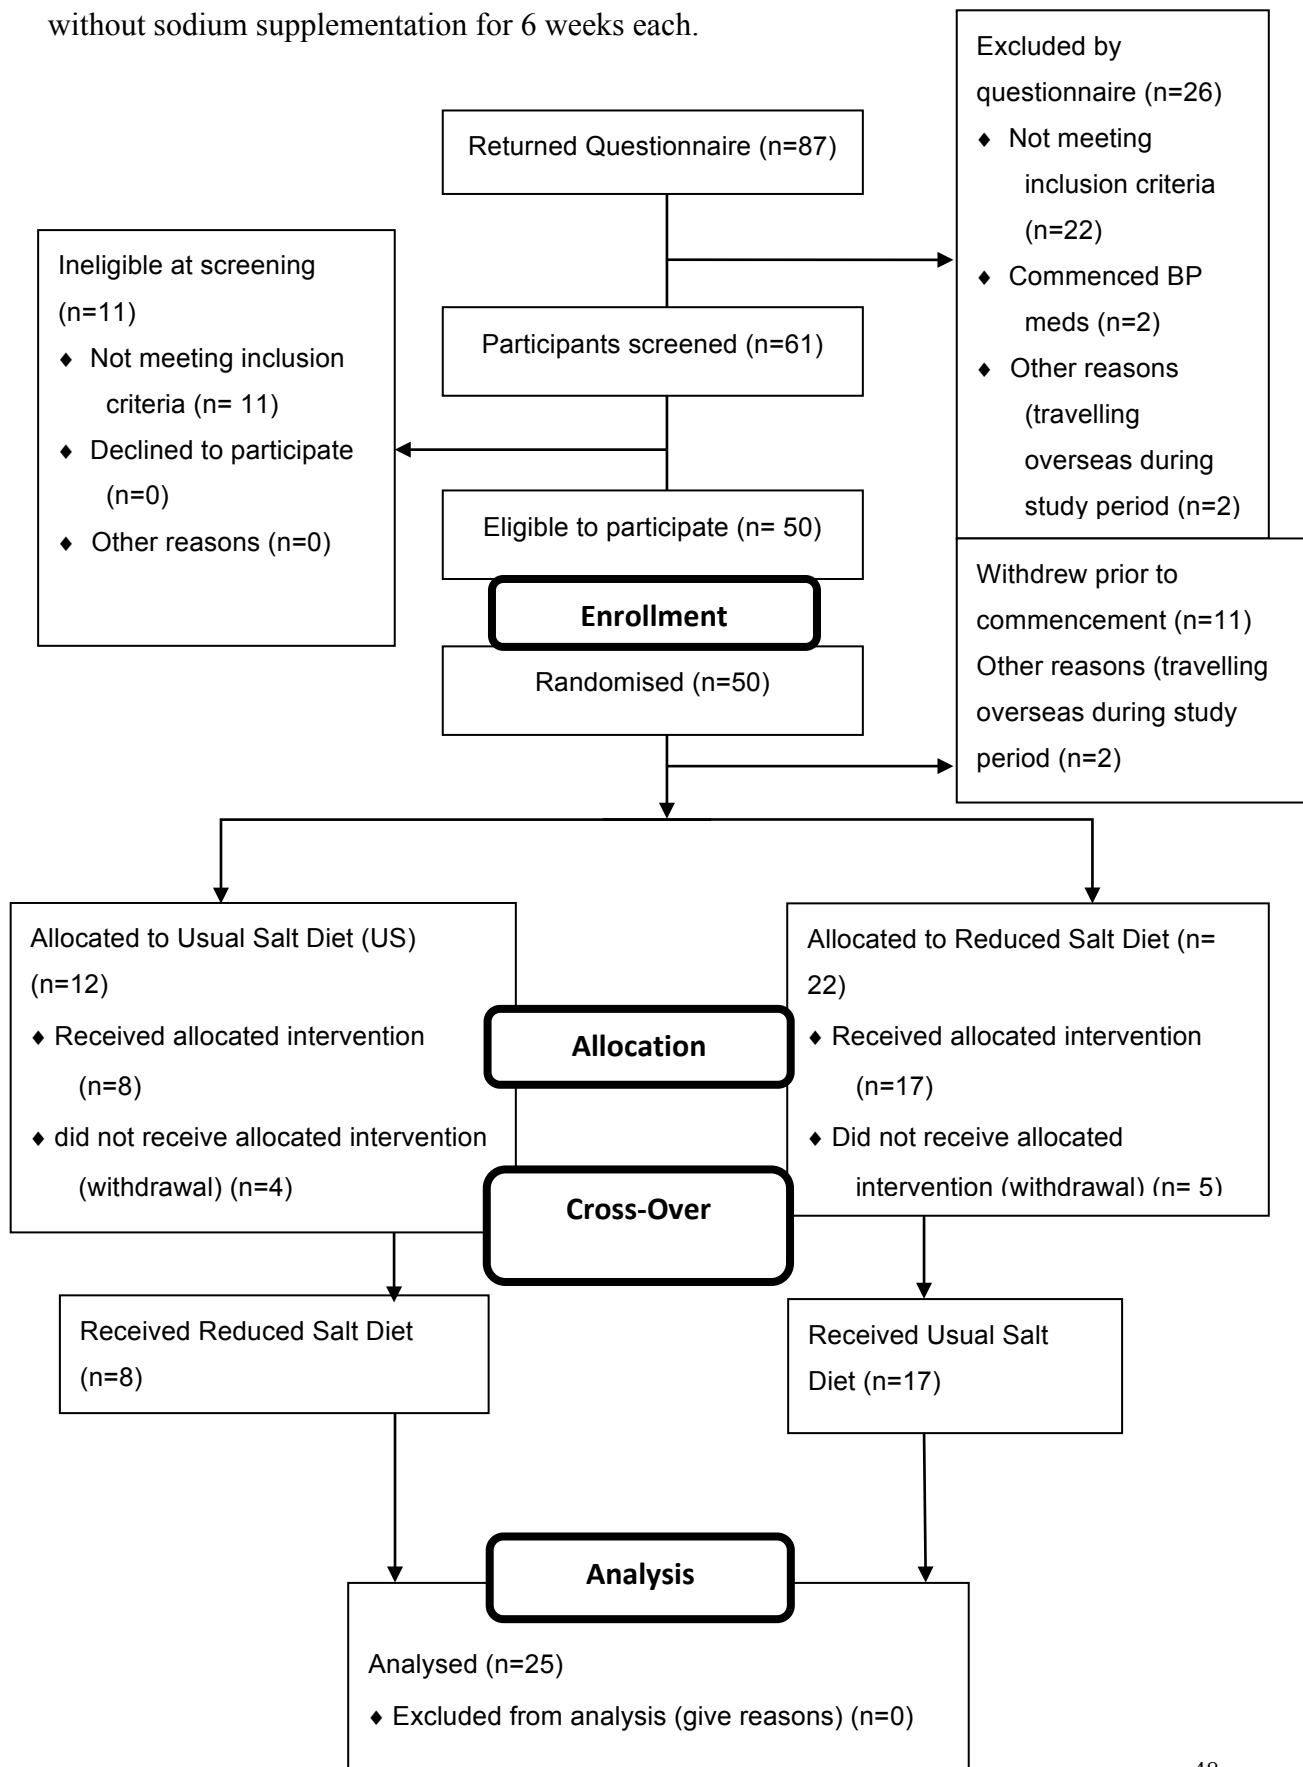 without sodium supplementation for 6 weeks each.
Returned Questionnaire (n=87)
Excluded by
questionnaire (n=26)
♦ Not meeting
inclusion criteria
(n=22)
♦ Commenced BP
meds (n=2)
♦ Other reasons
(travelling
overseas during
study period (n=2)
Participants screened (n=61)
Ineligible at screening
(n=11)
♦ Not meeting inclusion
criteria (n= 11)
♦ Declined to participate
(n=0)
♦ Other reasons (n=0)
Eligible to participate (n= 50)
Enrollment
Randomised (n=50)
Withdrew prior to
commencement (n=11)
Other reasons (travelling
overseas during study
period (n=2)
Allocated to Usual Salt Diet (US)
(n=12)
♦ Received allocated intervention
(n=8)
♦ did not receive allocated intervention
(withdrawal) (n=4)
Allocation
Allocated to Reduced Salt Diet (n=
22)
♦ Received allocated intervention
(n=17)
♦ Did not receive allocated
intervention (withdrawal) (n= 5)
Cross-Over
Received Reduced Salt Diet
(n=8)
Received Usual Salt
Diet (n=17)
Analysis
Analysed (n=25)
♦ Excluded from analysis (give reasons) (n=0)